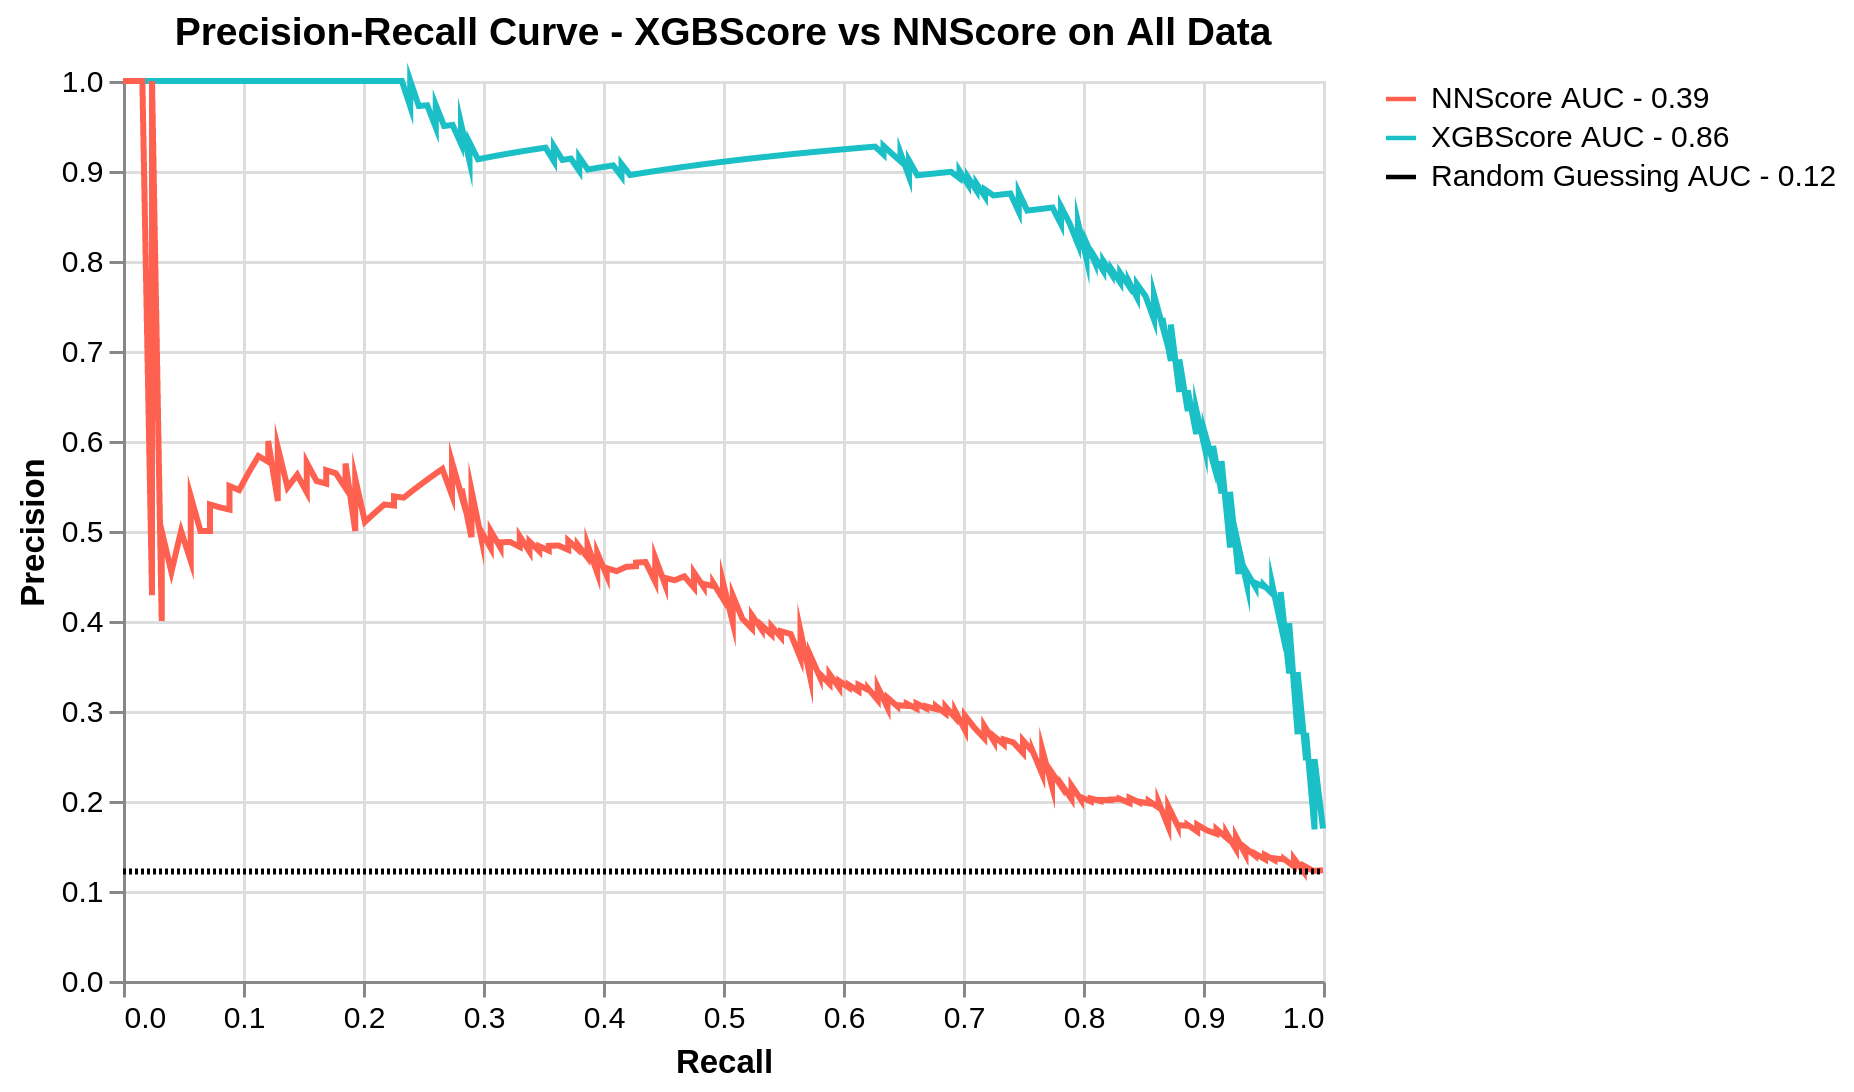 Precision-Recall Curve - XGBScore vs NNScore on All Data
NNScore AUC - 0.39
XGBScore AUC - 0.86
Random Guessing AUC - 0.12
Precision
1.0
0.9
0.8
0.7
0.6
0.5
0.4
0.3
0.2
0.1
0.0
0.0 0.1 0.2 0.3 0.4 0.5 0.6 0.7 0.8 0.9 1.0
Recall